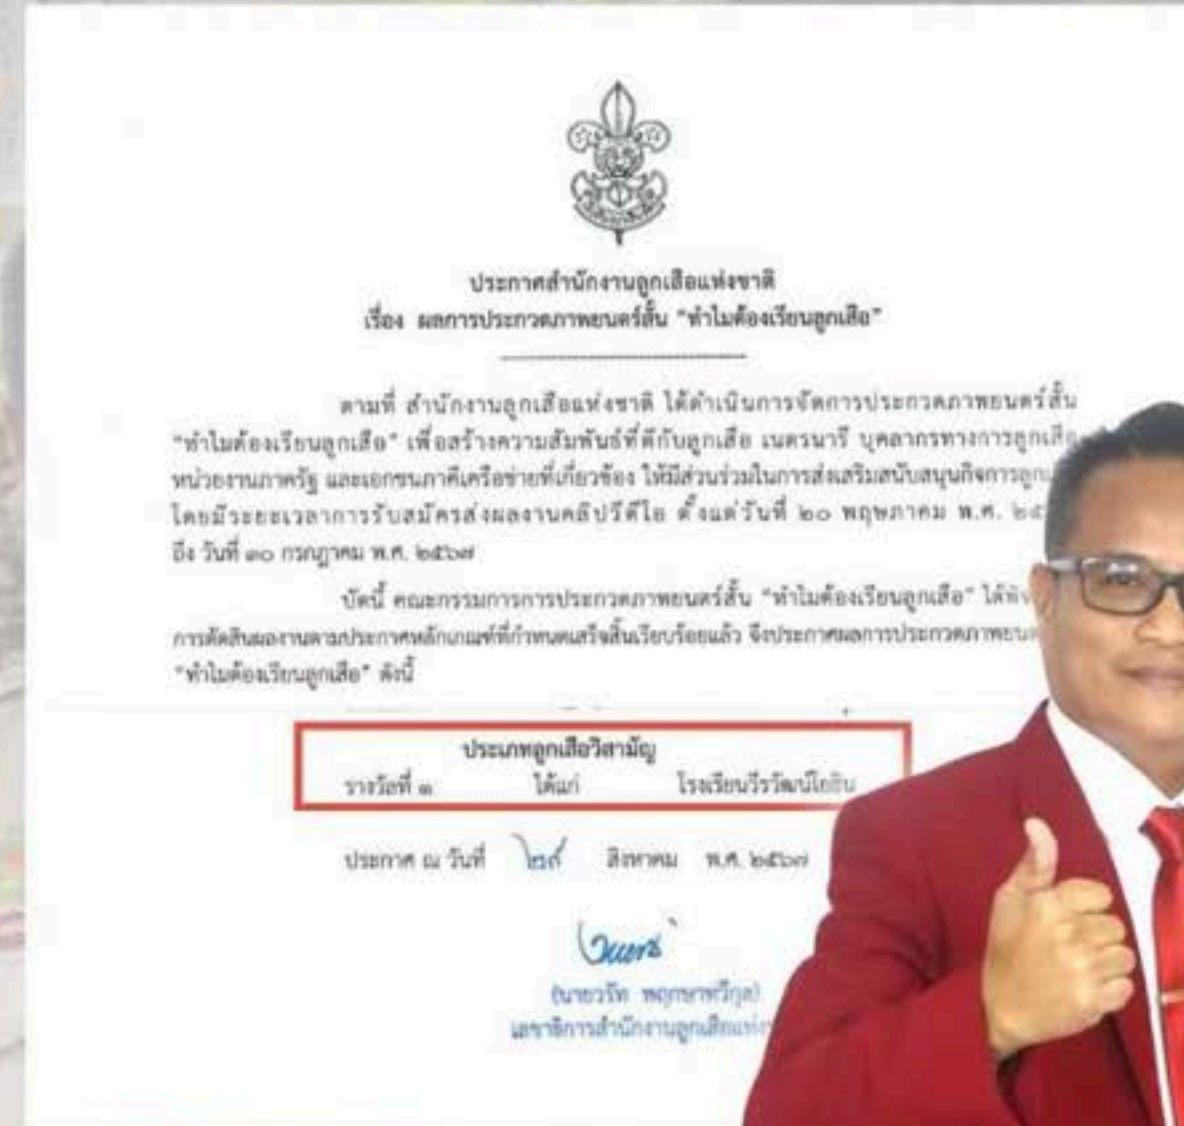 ประกาศสำนักงานลูกเสือแห่งชาติ
เรื่อง ผลการประกวดภาพยนตร์สั้น "ทำไมต้องเรียนลูกเสือ"
ตามที่ สำนักงานลูกเสือแห่งชาติ ได้ดำเนินการจัดการประกวดภาพยนตร์สั้น
"ทำไมต้องเรียนลูกเสือ" เพื่อสร้างความสัมพันธ์ที่ดีกับลูกเสือ เนตรนารี บุคลากรทางการลูกเสือ
หน่วยงานภาครัฐ และเอกชนภาคีเครือข่ายที่เกี่ยวข้อง ให้มีส่วนร่วมในการส่งเสริมสนับสนุนกิจการ
โดยมีระยะเวลาการรับสมัครส่งผลงานคลิปวีดีโอ ตั้งแต่วันที่ ๒๐ พฤษภาคม พ.ศ.
ถึง วันที่ ๓๐ กรกฎาคม พ.ศ. ๒๕๖๗
บัดนี้ คณะกรรมการการประกวดภาพยนตร์สั้น "ทำไมต้องเรียนลูกเสือ" ได้
การตัดสินผลงานตามประกาศหลักเกณฑ์ที่กำหนดเสร็จสิ้นเรียบร้อยแล้ว จึงประกาศผลการประกวด
"ทำไมต้องเรียนลูกเสือ" ดังนี้
ประเภทลูกเสือวิสามัญ
รางวัลที่ ๑ ได้แก่ โรงเรียนวีรวัฒน์โยธิน
ประกาศ ณ วันที่ ๒๙ สิงหาคม พ.ศ. ๒๕๖๗
(นายวรัท พฤกษาทวีกุล)
เลขาธิการสำนักงานลูกเสือ